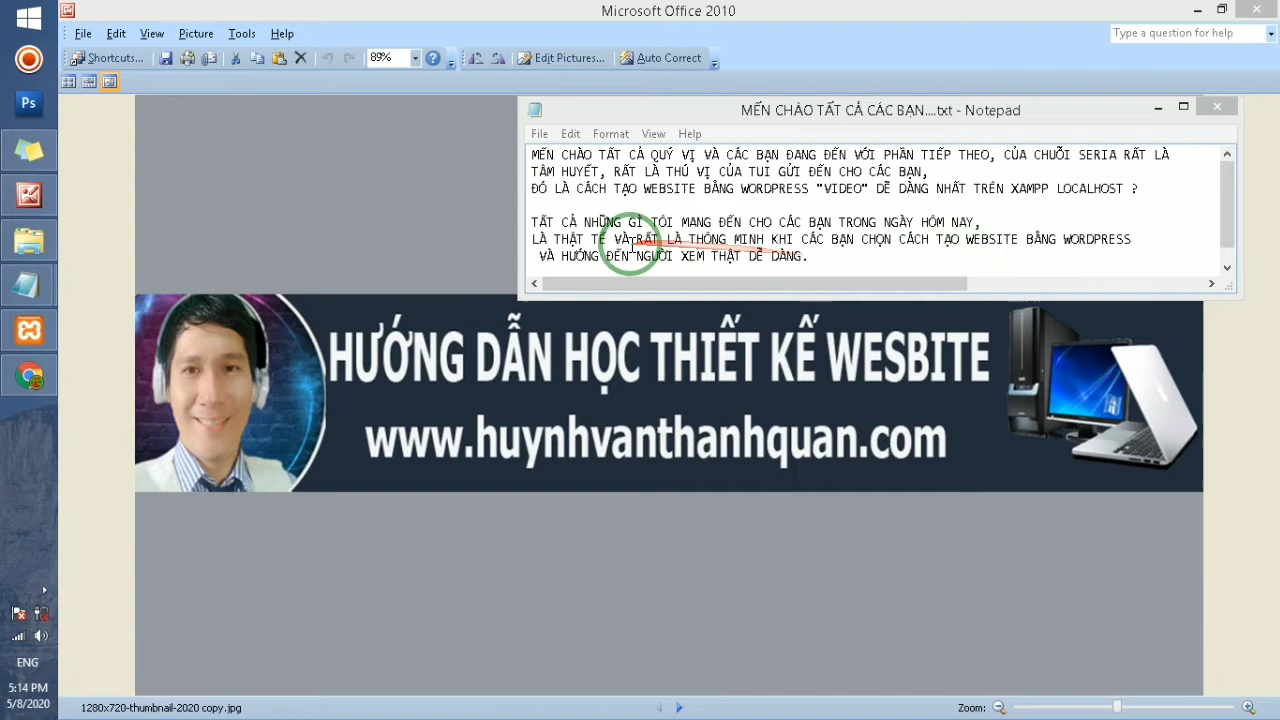 Microsoft Office 2010
File Edit View Picture Tools Help
Type a question for help
Shortcuts... 89% Edit Pictures... Auto Correct
Ps
MẾN CHÀO TẤT CẢ CÁC BẠN....txt - Notepad
File Edit Format View Help
MẾN CHÀO TẤT CẢ QUÝ VỊ VÀ CÁC BẠN ĐANG ĐẾN VỚI PHẦN TIẾP THEO, CỦA CHUỖI SERIA RẤT LÀ
TÂM HUYẾT, RẤT LÀ THÚ VỊ CỦA TUI GỬI ĐẾN CHO CÁC BẠN,
ĐÓ LÀ CÁCH TẠO WEBSITE BẰNG WORDPRESS "VIDEO" DỄ DÀNG NHẤT TRÊN XAMPP LOCALHOST ?
TẤT CẢ NHỮNG GÌ TÔI MANG ĐẾN CHO CÁC BẠN TRONG NGÀY HÔM NAY,
LÀ THẬT TẾ VÀ RẤT LÀ THÔNG MINH KHI CÁC BẠN CHỌN CÁCH TẠO WEBSITE BẰNG WORDPRESS
VÀ HƯỚNG ĐẾN NGƯỜI XEM THẬT DỄ DÀNG.
HƯỚNG DẪN HỌC THIẾT KẾ WESBITE
www.huynhvanthanhquan.com
ENG
5:14 PM
5/8/2020
1280x720-thumbnail-2020 copy.jpg
Zoom: